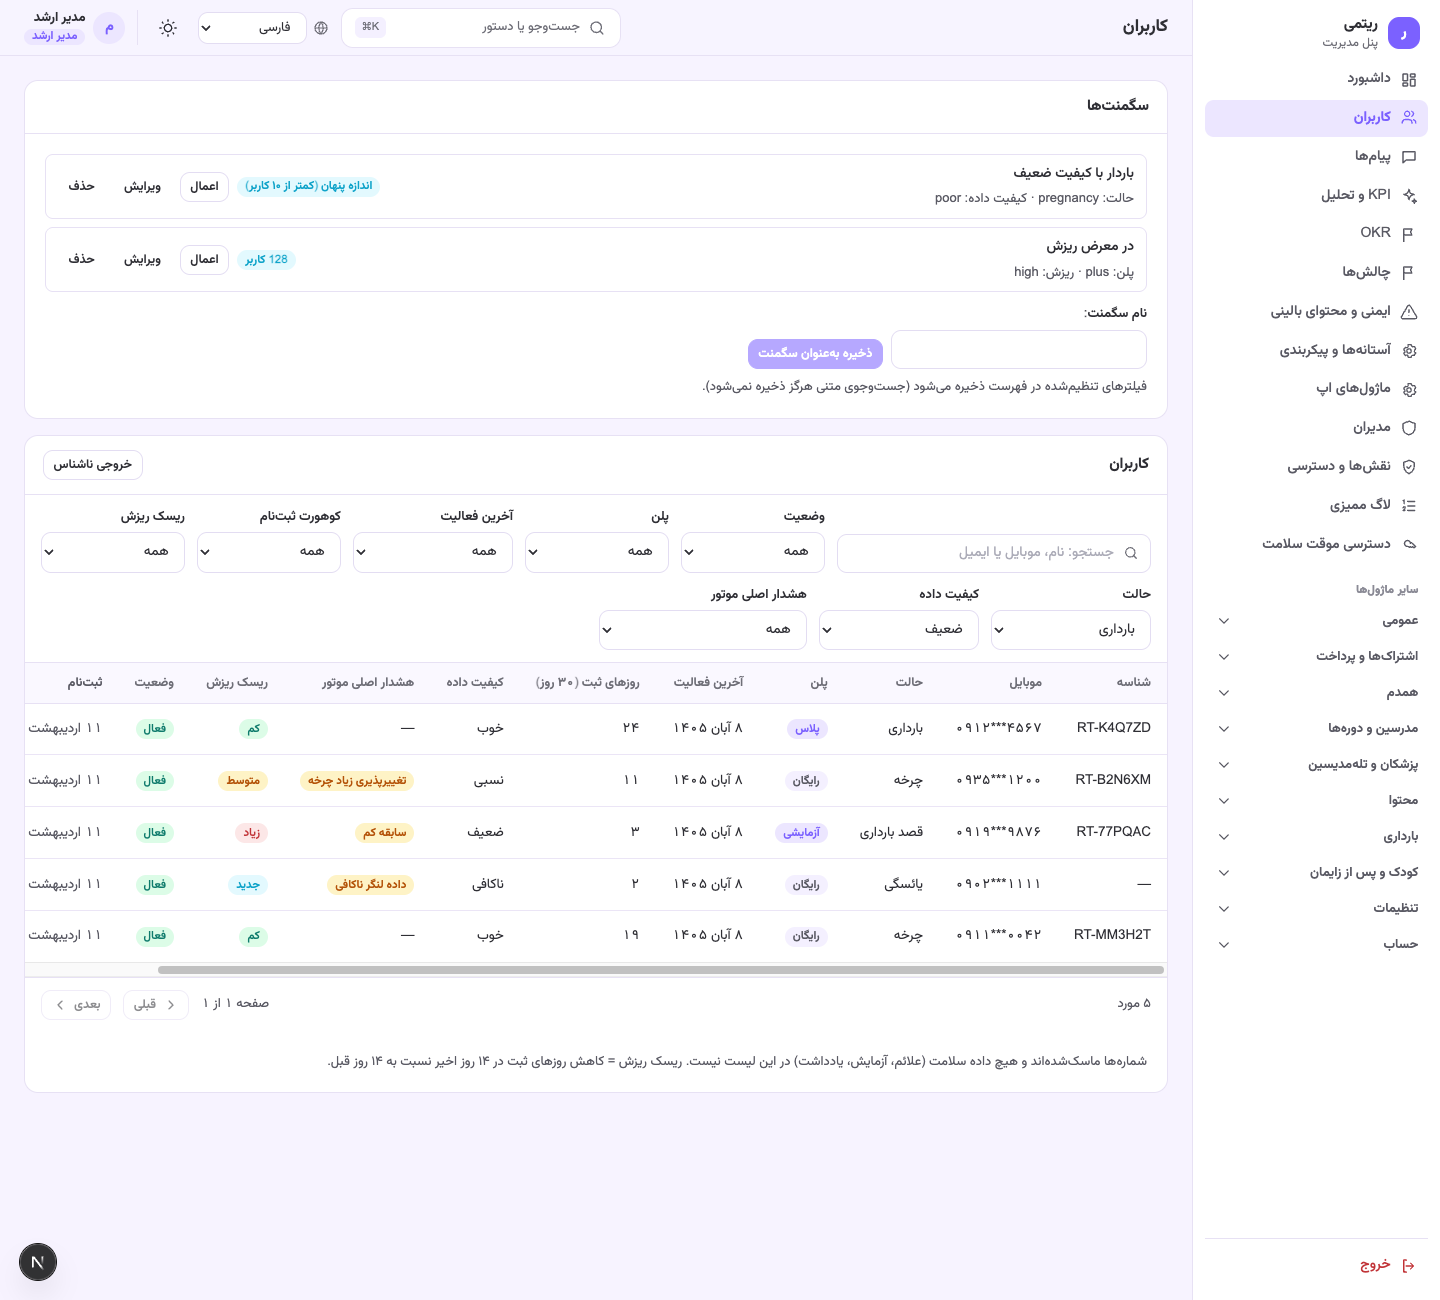 ر
ریتمی
پنل مدیریت
داشبورد
کاربران
پیام‌ها
KPI و تحلیل
OKR
چالش‌ها
ایمنی و محتوای بالینی
آستانه‌ها و پیکربندی
ماژول‌های اپ
مدیران
نقش‌ها و دسترسی
لاگ ممیزی
دسترسی موقت سلامت
سایر ماژول‌ها
عمومی
اشتراک‌ها و پرداخت
همدم
مدرسین و دوره‌ها
پزشکان و تله‌مدیسین
محتوا
بارداری
کودک و پس از زایمان
تنظیمات
حساب
خروج
کاربران
جست‌وجو یا دستور ⌘K
فارسی
م
مدیر ارشد
مدیر ارشد
سگمنت‌ها
باردار با کیفیت ضعیف
حالت: pregnancy · کیفیت داده: poor
اندازه پنهان (کمتر از ۱۰ کاربر) اعمال ویرایش حذف
در معرض ریزش
پلن: plus · ریزش: high
128 کاربر اعمال ویرایش حذف
نام سگمنت:
ذخیره به‌عنوان سگمنت
فیلترهای تنظیم‌شده در فهرست ذخیره می‌شود (جست‌وجوی متنی هرگز ذخیره نمی‌شود).
کاربران خروجی ناشناس
وضعیت پلن آخرین فعالیت کوهورت ثبت‌نام ریسک ریزش
جستجو: نام، موبایل یا ایمیل همه همه همه همه همه
حالت کیفیت داده هشدار اصلی موتور
بارداری ضعیف همه
شناسه موبایل حالت پلن آخرین فعالیت روزهای ثبت (۳۰ روز) کیفیت داده هشدار اصلی موتور ریسک ریزش وضعیت ثبت‌نام
RT-K4Q7ZD ۰۹۱۲***۴۵۶۷ بارداری پلاس ۸ آبان ۱۴۰۵ ۲۴ خوب — کم فعال ۱۱ اردیبهشت
RT-B2N6XM ۰۹۳۵***۱۲۰۰ چرخه رایگان ۸ آبان ۱۴۰۵ ۱۱ نسبی تغییرپذیری زیاد چرخه متوسط فعال ۱۱ اردیبهشت
RT-77PQAC ۰۹۱۹***۹۸۷۶ قصد بارداری آزمایشی ۸ آبان ۱۴۰۵ ۳ ضعیف سابقه کم زیاد فعال ۱۱ اردیبهشت
— ۰۹۰۲***۱۱۱۱ یائسگی رایگان ۸ آبان ۱۴۰۵ ۲ ناکافی داده لنگر ناکافی جدید فعال ۱۱ اردیبهشت
RT-MM3H2T ۰۹۱۱***۰۰۴۲ چرخه رایگان ۸ آبان ۱۴۰۵ ۱۹ خوب — کم فعال ۱۱ اردیبهشت
۵ مورد صفحه ۱ از ۱ قبلی بعدی
شماره‌ها ماسک‌شده‌اند و هیچ داده سلامت (علائم، آزمایش، یادداشت) در این لیست نیست. ریسک ریزش = کاهش روزهای ثبت در ۱۴ روز اخیر نسبت به ۱۴ روز قبل.
N